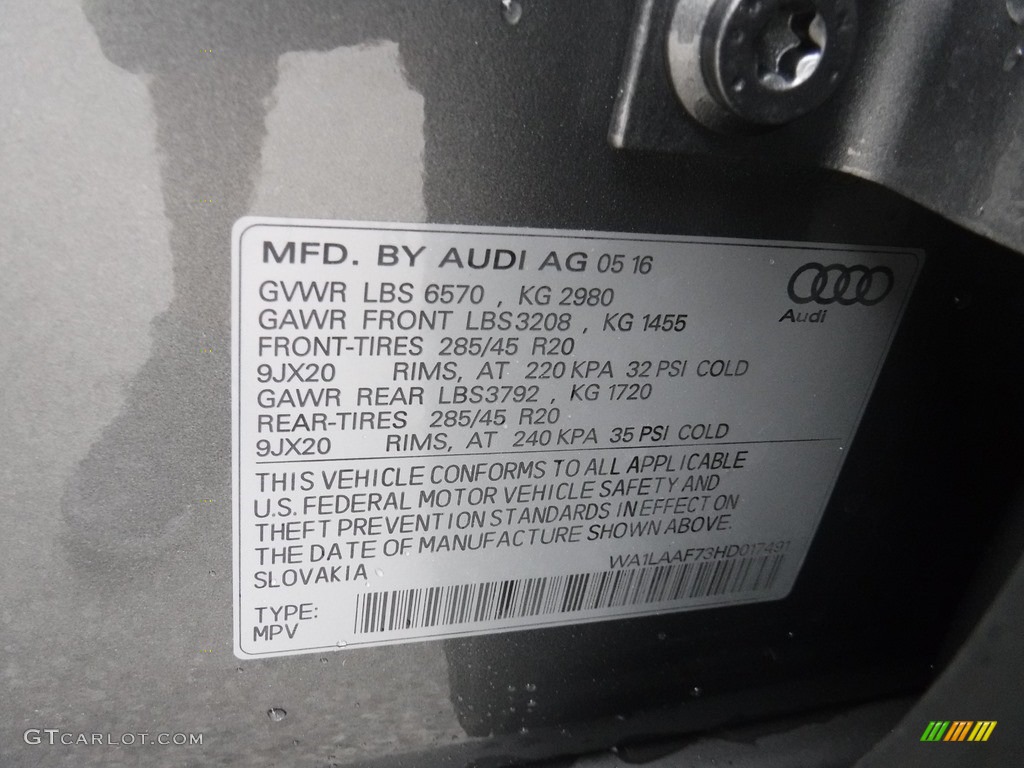 MFD. BY AUDI AG 05 16
GVWR LBS 6570 , KG 2980
GAWR FRONT LBS3208 , KG 1455
FRONT-TIRES 285/45 R20
9JX20 RIMS, AT 220 KPA 32 PSI COLD
GAWR REAR LBS3792 , KG 1720
REAR-TIRES 285/45 R20
9JX20 RIMS, AT 240 KPA 35 PSI COLD
Audi
THIS VEHICLE CONFORMS TO ALL APPLICABLE
U.S. FEDERAL MOTOR VEHICLE SAFETY AND
THEFT PREVENTION STANDARDS IN EFFECT ON
THE DATE OF MANUFACTURE SHOWN ABOVE.
SLOVAKIA WA1LAAF73HD017491
TYPE:
MPV
GTCARLOT.COM